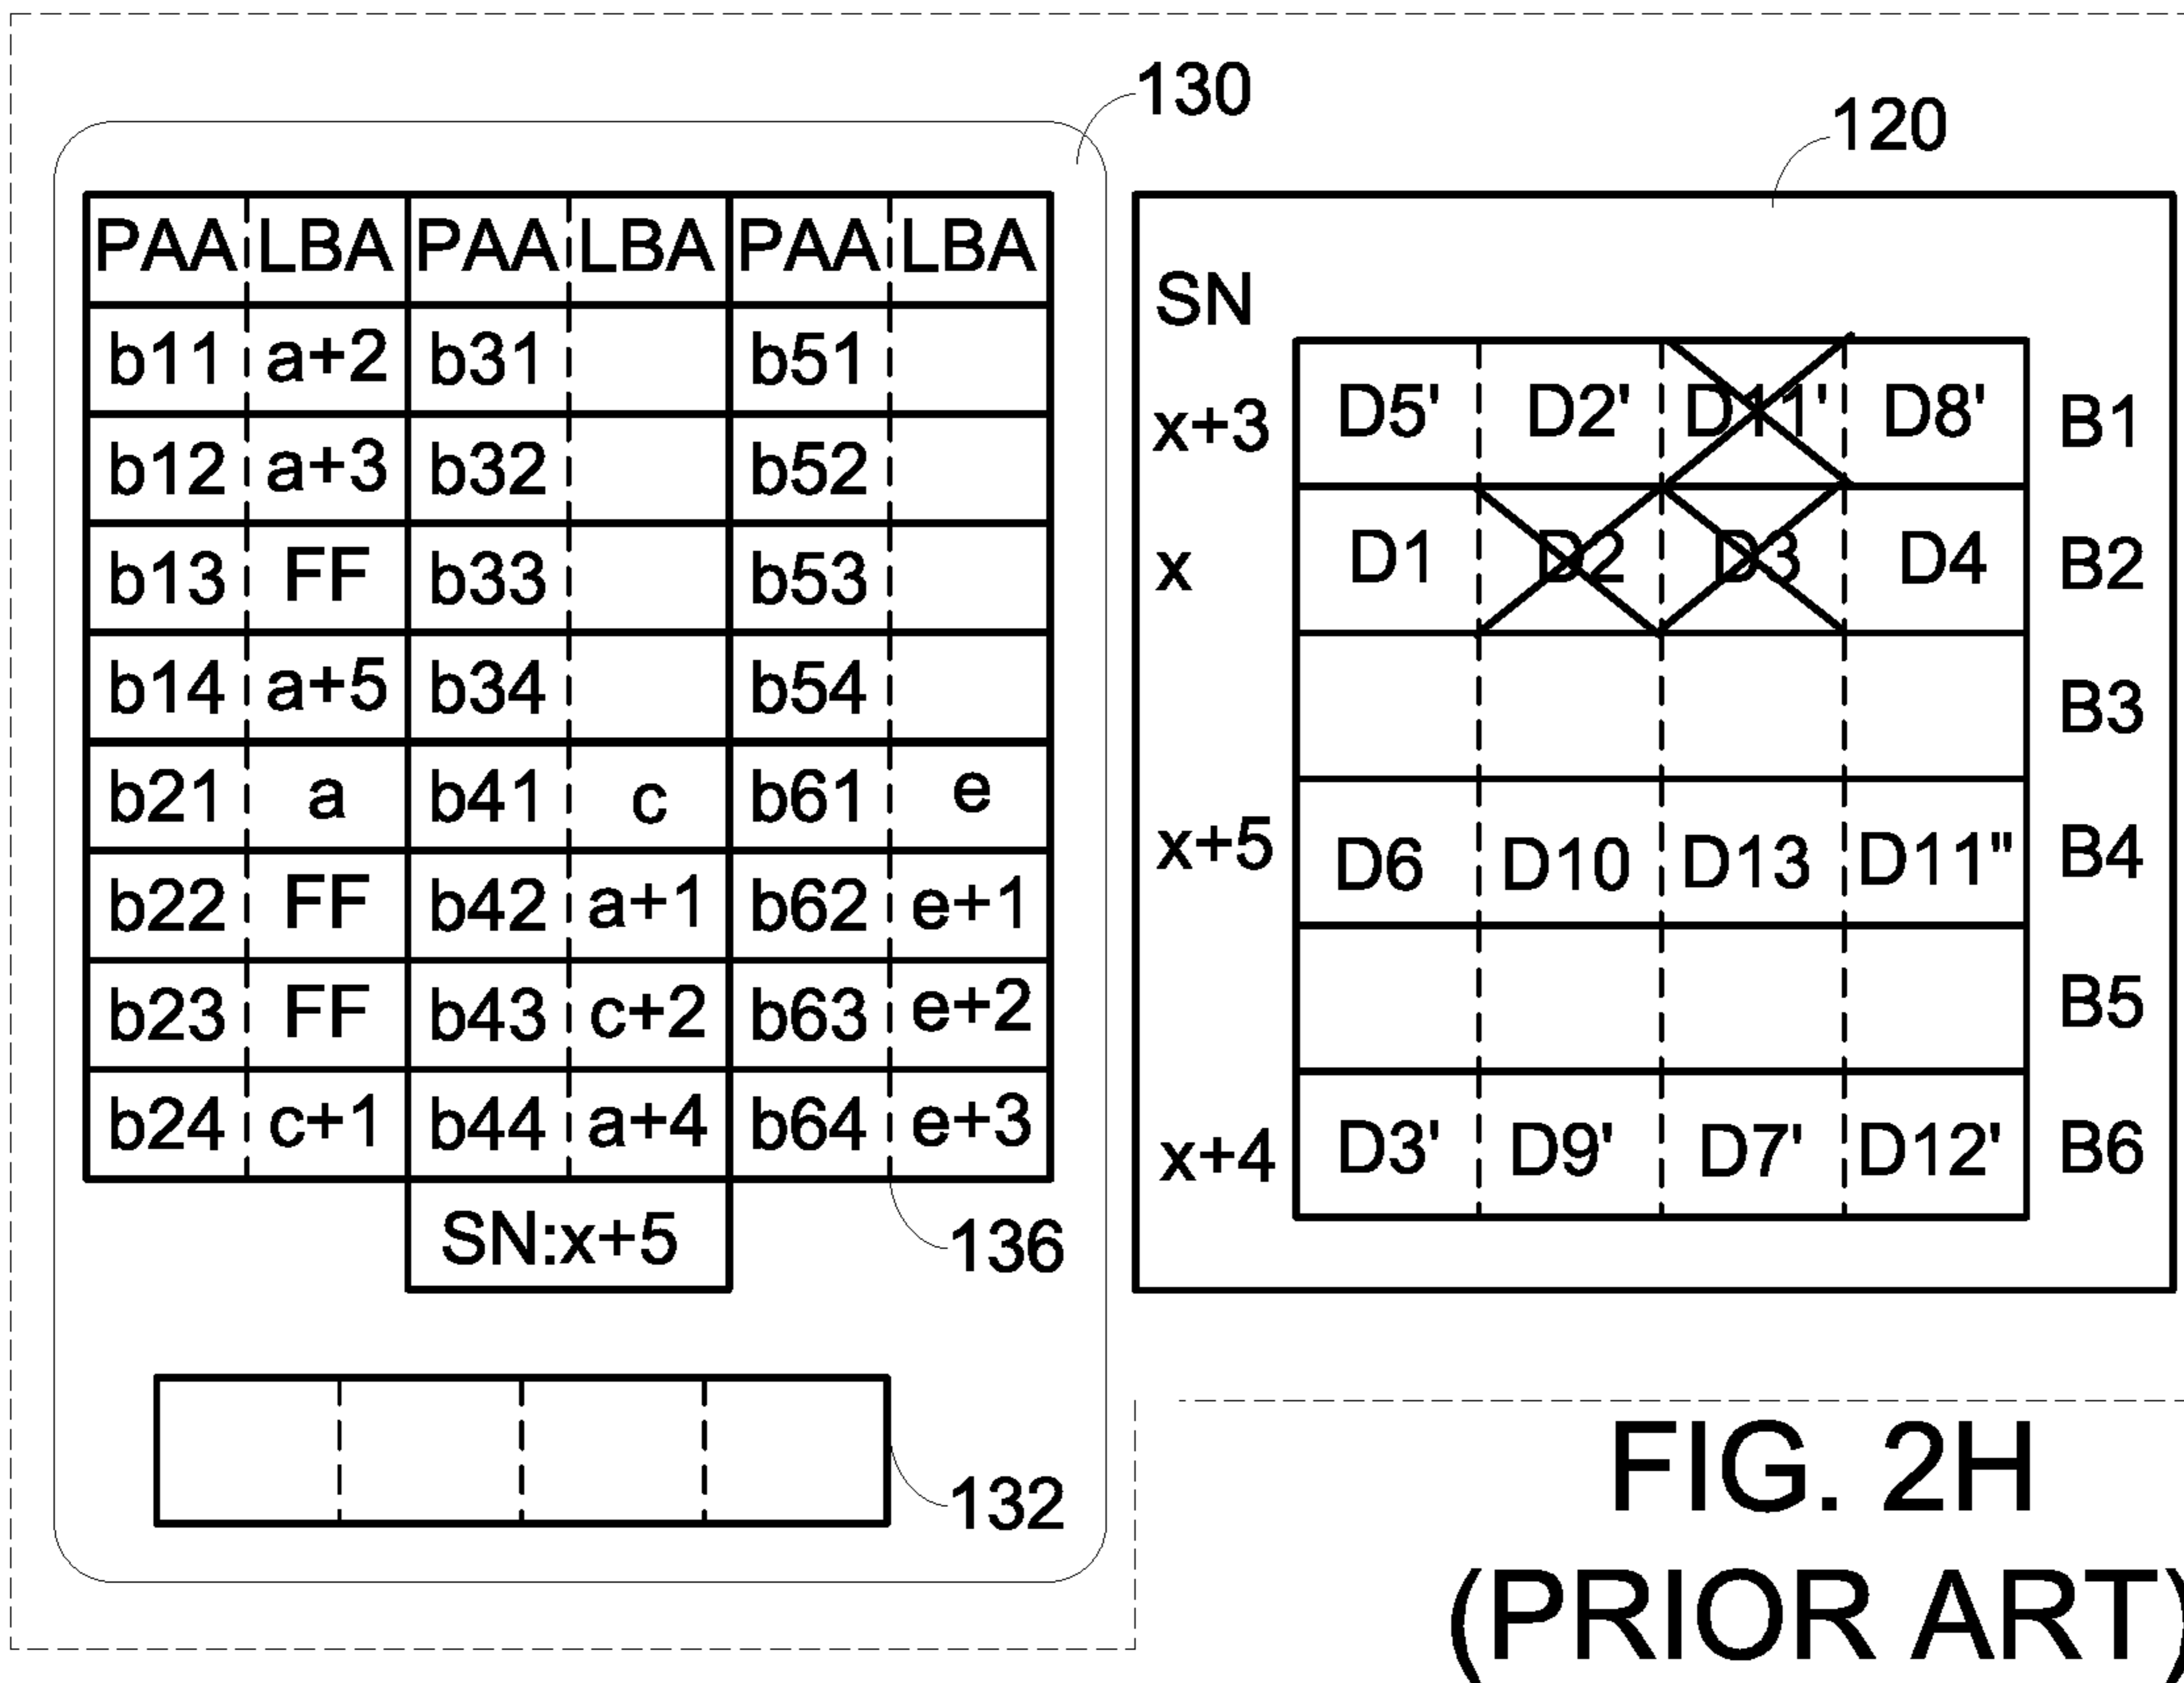 130
120
PAA LBA PAA LBA PAA LBA
b11 a+2 b31 b51
b12 a+3 b32 b52
b13 FF b33 b53
b14 a+5 b34 b54
b21 a b41 c b61 e
b22 FF b42 a+1 b62 e+1
b23 FF b43 c+2 b63 e+2
b24 c+1 b44 a+4 b64 e+3
SN:x+5
136
132
SN
x+3 D5' D2' D11' D8' B1
x D1 D2 D3 D4 B2
B3
x+5 D6 D10 D13 D11" B4
B5
x+4 D3' D9' D7' D12' B6
FIG. 2H
(PRIOR ART)